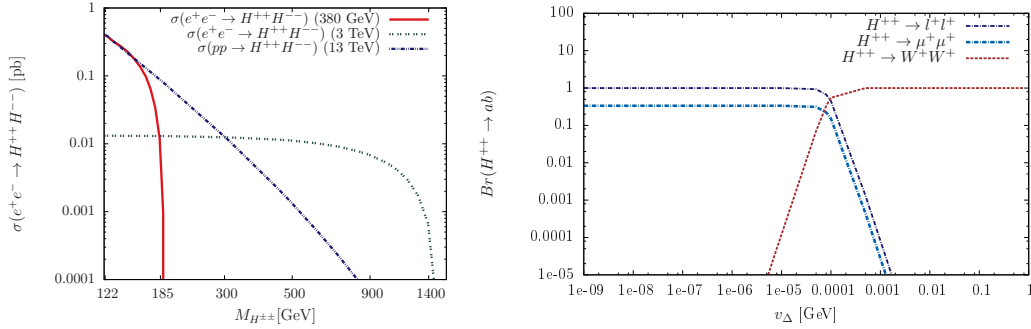 σ(e⁺e⁻ → H⁺⁺H⁻⁻) [pb]
1
0.1
0.01
0.001
0.0001
σ(e⁺e⁻ → H⁺⁺H⁻⁻) (380 GeV)
σ(e⁺e⁻ → H⁺⁺H⁻⁻) (3 TeV)
σ(pp → H⁺⁺H⁻⁻) (13 TeV)
122 185 300 500 900 1400
M_{H^{±±}}[GeV]
Br(H⁺⁺ → ab)
100
10
1
0.1
0.01
0.001
0.0001
1e-05
H⁺⁺ → l⁺l⁺
H⁺⁺ → μ⁺μ⁺
H⁺⁺ → W⁺W⁺
1e-09 1e-08 1e-07 1e-06 1e-05 0.0001 0.001 0.01 0.1 1
v_Δ [GeV]